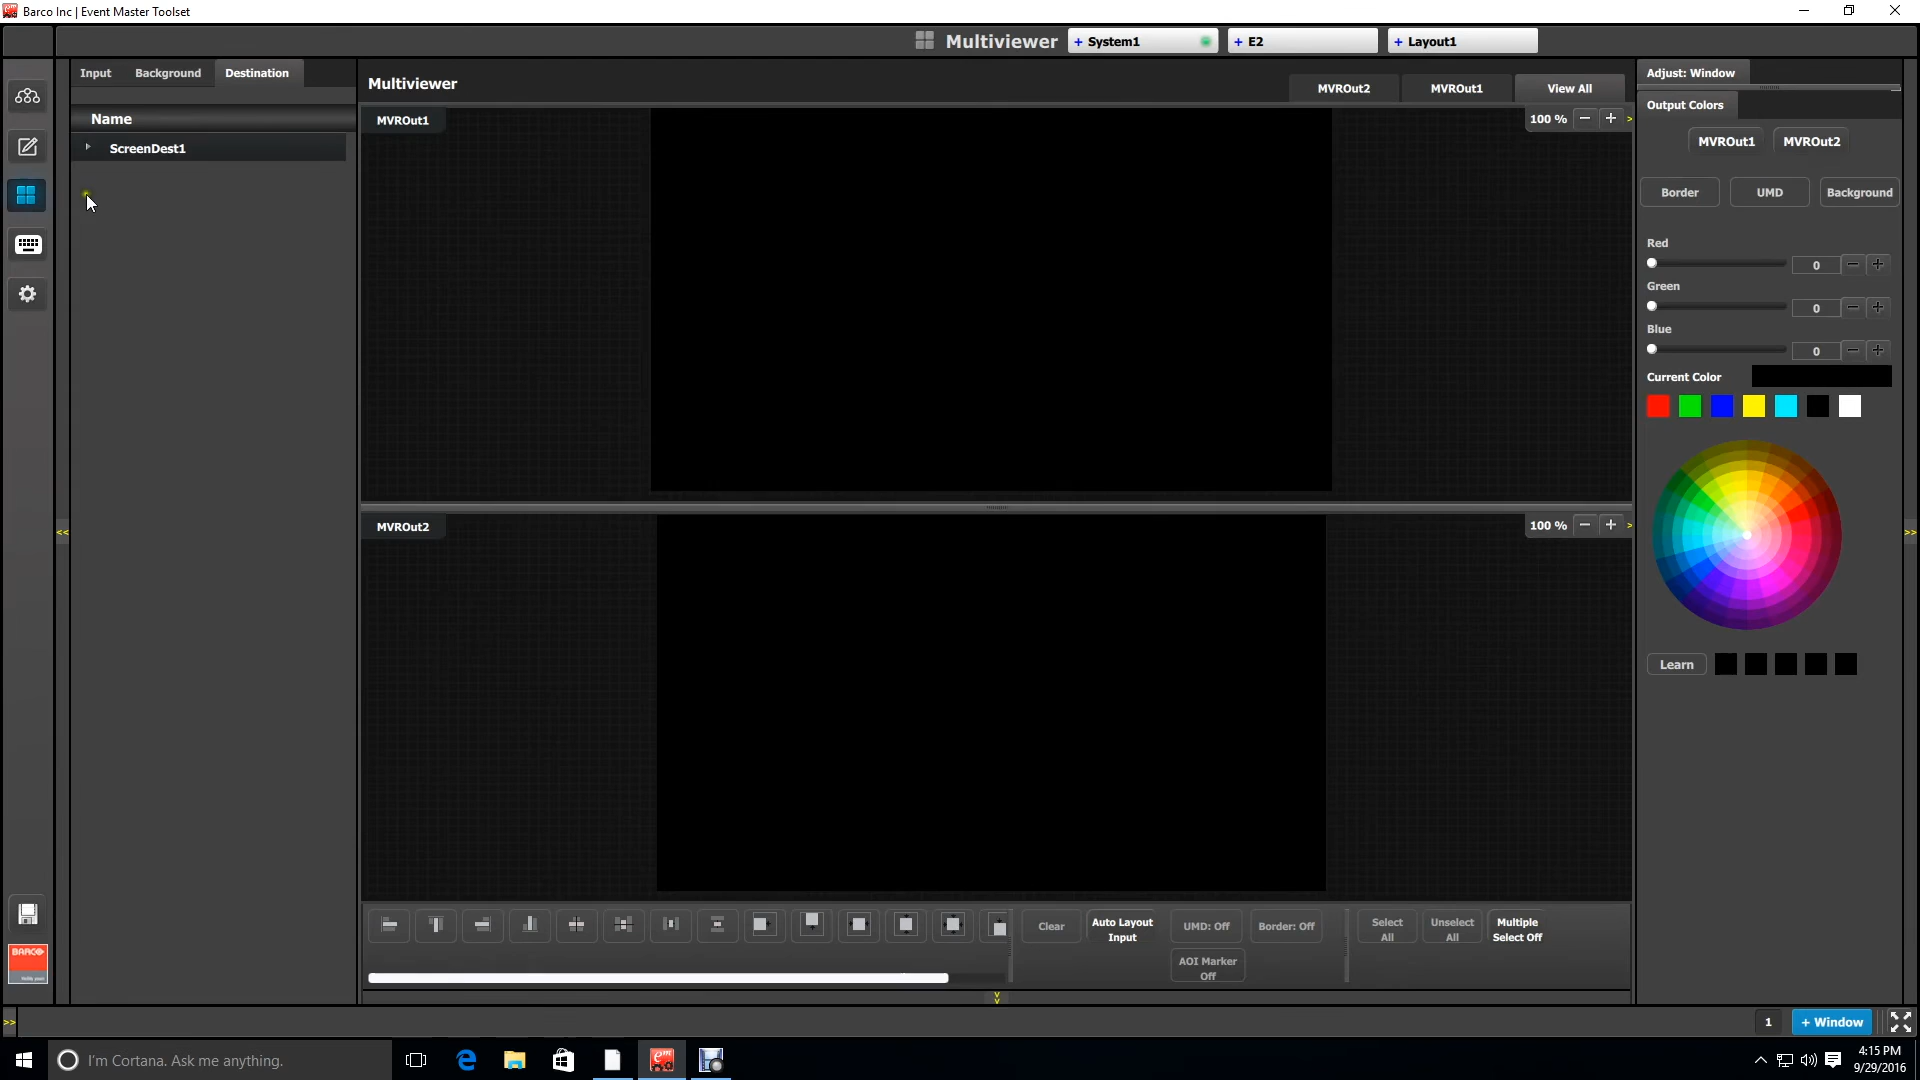 Barco Inc | Event Master Toolset
Multiviewer
+ System1
+ E2
+ Layout1
Input
Background
Destination
Name
ScreenDest1
Multiviewer
MVROut2
MVROut1
View All
MVROut1
100 %
MVROut2
100 %
Adjust: Window
Output Colors
MVROut1
MVROut2
Border
UMD
Background
Red
0
Green
0
Blue
0
Current Color
Learn
Clear
Auto Layout
Input
UMD: Off
Border: Off
AOI Marker
Off
Select
All
Unselect
All
Multiple
Select Off
BARCO
1
+ Window
I'm Cortana. Ask me anything.
4:15 PM
9/29/2016